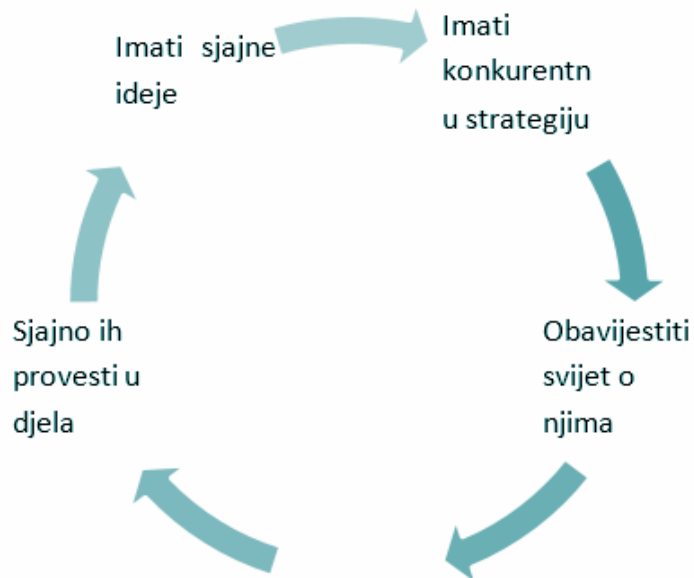 Imati sjajne
ideje
Imati
konkurentn
u strategiju
Obavijestiti
svijet o
njima
Sjajno ih
provesti u
djela